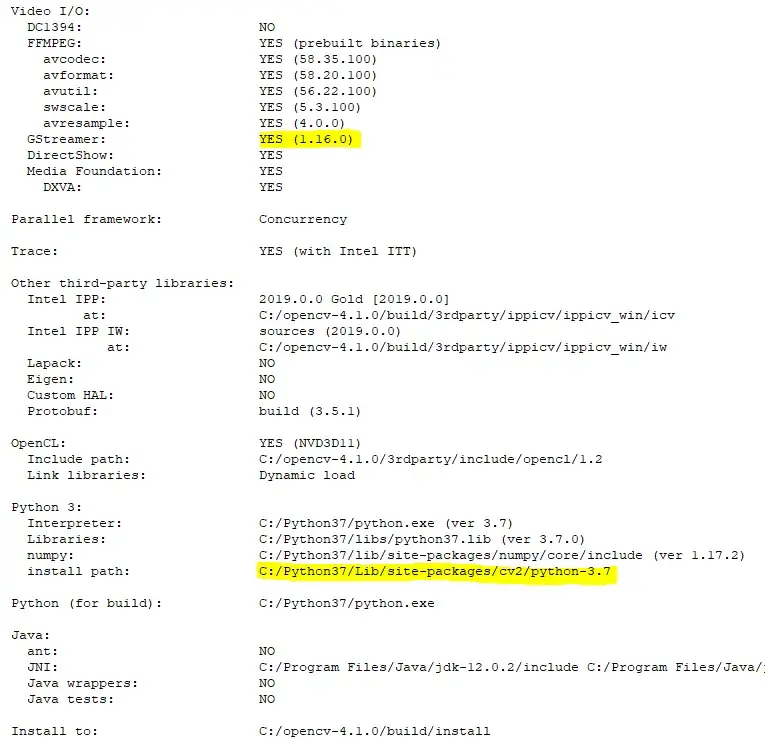 Video I/O:
DC1394: NO
FFMPEG: YES (prebuilt binaries)
avcodec: YES (58.35.100)
avformat: YES (58.20.100)
avutil: YES (56.22.100)
swscale: YES (5.3.100)
avresample: YES (4.0.0)
GStreamer: YES (1.16.0)
DirectShow: YES
Media Foundation: YES
DXVA: YES
Parallel framework: Concurrency
Trace: YES (with Intel ITT)
Other third-party libraries:
Intel IPP: 2019.0.0 Gold [2019.0.0]
at: C:/opencv-4.1.0/build/3rdparty/ippicv/ippicv_win/icv
Intel IPP IW: sources (2019.0.0)
at: C:/opencv-4.1.0/build/3rdparty/ippicv/ippicv_win/iw
Lapack: NO
Eigen: NO
Custom HAL: NO
Protobuf: build (3.5.1)
OpenCL: YES (NVD3D11)
Include path: C:/opencv-4.1.0/3rdparty/include/opencl/1.2
Link libraries: Dynamic load
Python 3:
Interpreter: C:/Python37/python.exe (ver 3.7)
Libraries: C:/Python37/libs/python37.lib (ver 3.7.0)
numpy: C:/Python37/lib/site-packages/numpy/core/include (ver 1.17.2)
install path: C:/Python37/Lib/site-packages/cv2/python-3.7
Python (for build): C:/Python37/python.exe
Java:
ant: NO
JNI: C:/Program Files/Java/jdk-12.0.2/include C:/Program Files/Java/
Java wrappers: NO
Java tests: NO
Install to: C:/opencv-4.1.0/build/install